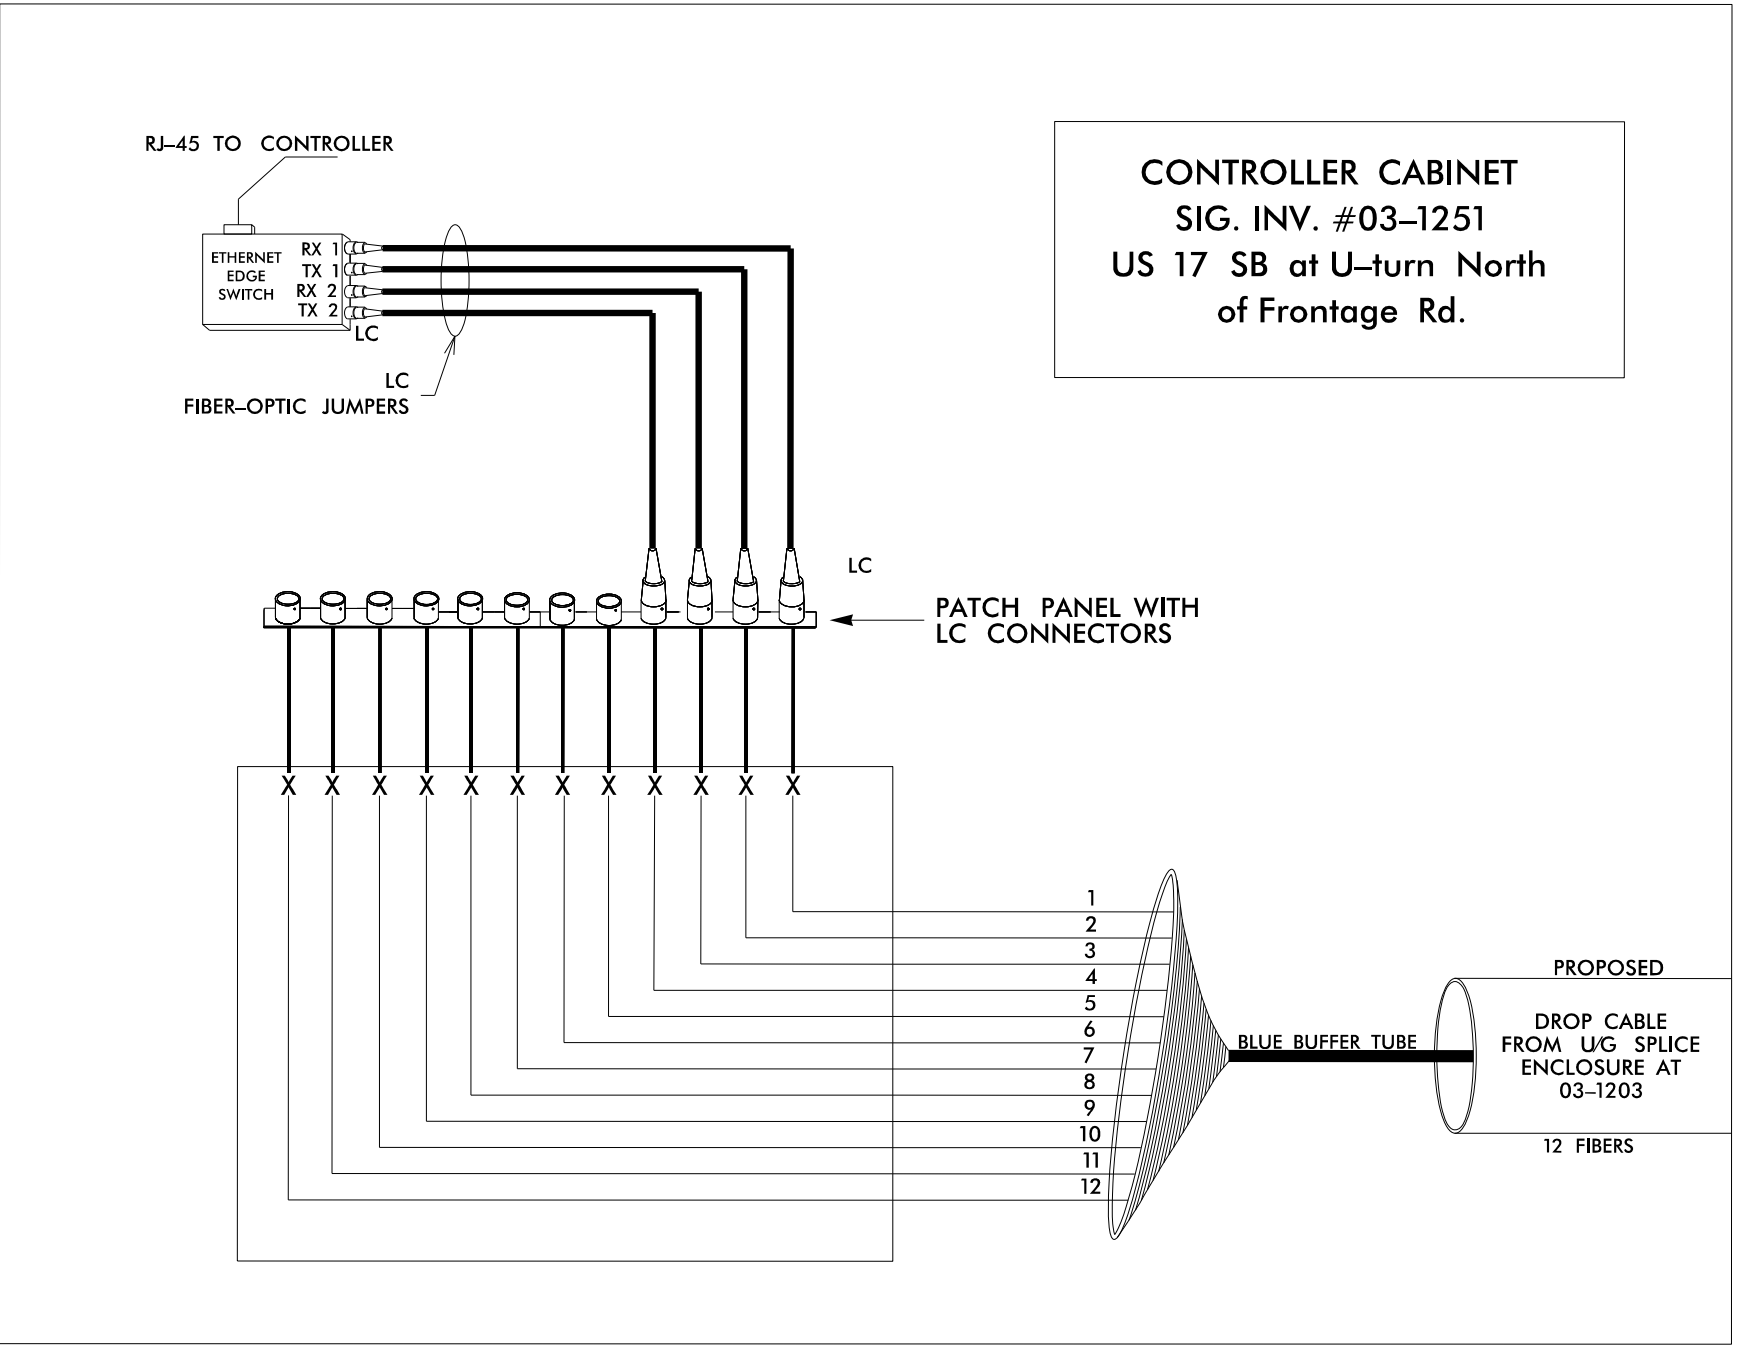 RJ-45 TO CONTROLLER
CONTROLLER CABINET
SIG. INV. #03-1251
US 17 SB at U-turn North
of Frontage Rd.
ETHERNET
EDGE
SWITCH
RX 1
TX 1
RX 2
TX 2
LC
LC
FIBER-OPTIC JUMPERS
LC
PATCH PANEL WITH
LC CONNECTORS
X X X X X X X X X X X X
1
2
3
4
5
6
7
8
9
10
11
12
BLUE BUFFER TUBE
PROPOSED
DROP CABLE
FROM U/G SPLICE
ENCLOSURE AT
03-1203
12 FIBERS